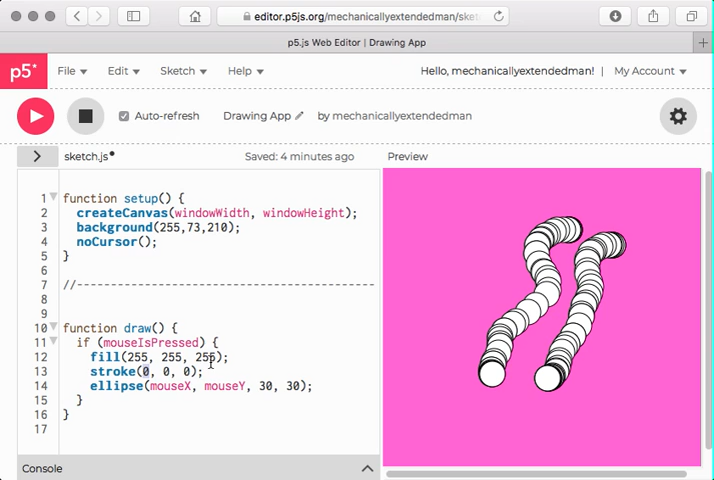 editor.p5js.org/mechanicallyextendedman/sket
p5.js Web Editor | Drawing App
p5*
File
Edit
Sketch
Help
Hello, mechanicallyextendedman!
My Account
Auto-refresh
Drawing App
by mechanicallyextendedman
sketch.js
Saved: 4 minutes ago
Preview
1 function setup() {
2 createCanvas(windowWidth, windowHeight);
3 background(255,73,210);
4 noCursor();
5 }
6
7 //-------------------------------------------
8
9
10 function draw() {
11 if (mouseIsPressed) {
12 fill(255, 255, 255);
13 stroke(0, 0, 0);
14 ellipse(mouseX, mouseY, 30, 30);
15 }
16 }
17
Console